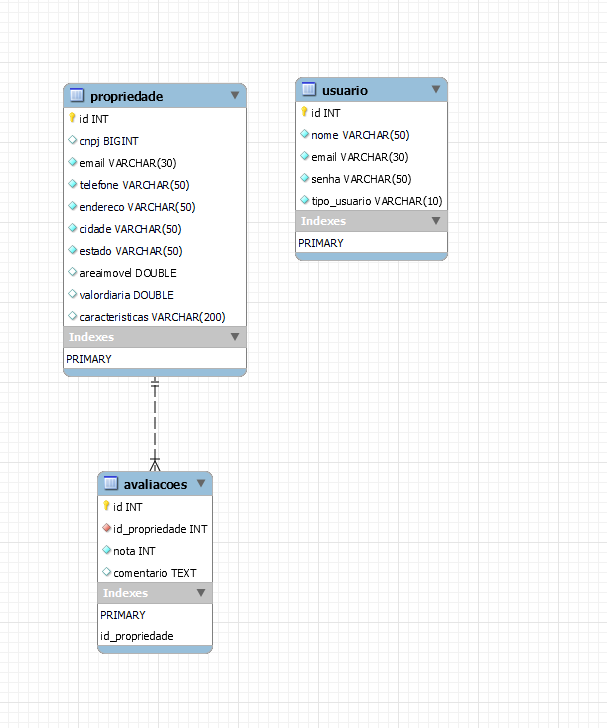 propriedade
id INT
cnpj BIGINT
email VARCHAR(30)
telefone VARCHAR(50)
endereco VARCHAR(50)
cidade VARCHAR(50)
estado VARCHAR(50)
areaimovel DOUBLE
valordiaria DOUBLE
caracteristicas VARCHAR(200)
Indexes
PRIMARY
usuario
id INT
nome VARCHAR(50)
email VARCHAR(30)
senha VARCHAR(50)
tipo_usuario VARCHAR(10)
Indexes
PRIMARY
avaliacoes
id INT
id_propriedade INT
nota INT
comentario TEXT
Indexes
PRIMARY
id_propriedade